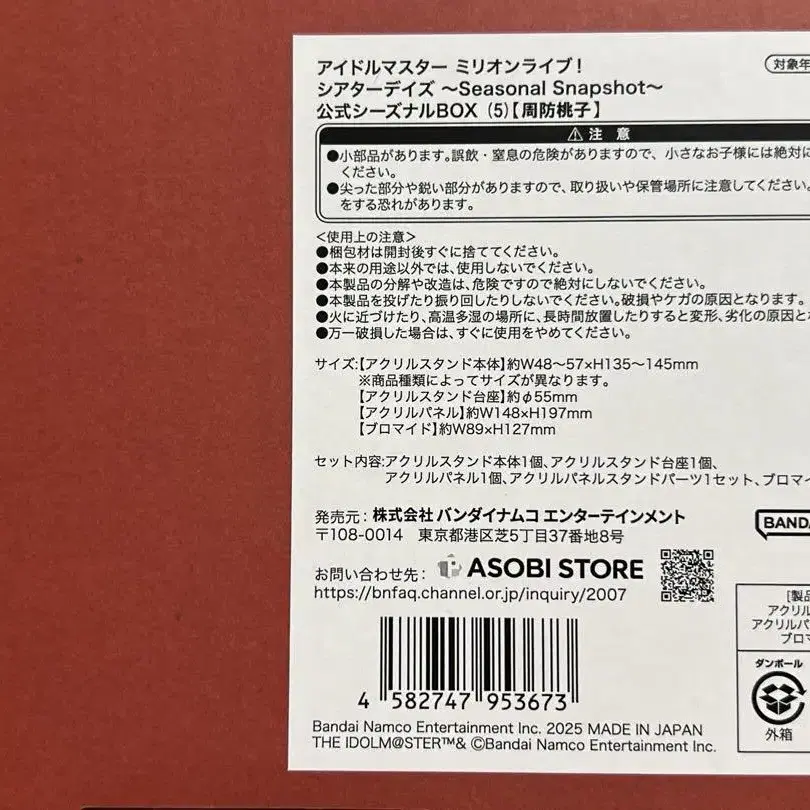 アイドルマスター ミリオンライブ！
シアターデイズ ～Seasonal Snapshot～
公式シーズナルBOX（5）【周防桃子】
対象年
⚠ 注 意
●小部品があります。誤飲・窒息の危険がありますので、小さなお子様には絶対に
ください。
●尖った部分や鋭い部分がありますので、取り扱いや保管場所に注意してください。
をする恐れがあります。
＜使用上の注意＞
●梱包材は開封後すぐに捨ててください。
●本来の用途以外では、使用しないでください。
●本製品の分解や改造は、危険ですので絶対にしないでください。
●本製品を投げたり振り回したりしないでください。破損やケガの原因となります。
●火に近づけたり、高温多湿の場所に、長時間放置したりすると変形、劣化の原因とな
●万一破損した場合は、すぐに使用をやめてください。
サイズ:【アクリルスタンド本体】約W48～57×H135～145mm
※商品種類によってサイズが異なります。
【アクリルスタンド台座】約φ55mm
【アクリルパネル】約W148×H197mm
【ブロマイド】約W89×H127mm
セット内容:アクリルスタンド本体1個、アクリルスタンド台座1個、
アクリルパネル1個、アクリルパネルスタンドパーツ1セット、ブロマイ
発売元：株式会社 バンダイナムコ エンターテインメント
〒108-0014 東京都港区芝5丁目37番地8号
BANDA
お問い合わせ先： ASOBI STORE
https://bnfaq.channel.or.jp/inquiry/2007
[製品
アクリル
アクリルパ
ブロマ
4 582747 953673
ダンボール
外箱
Bandai Namco Entertainment Inc. 2025 MADE IN JAPAN
THE IDOLM@STER™& ©Bandai Namco Entertainment Inc.